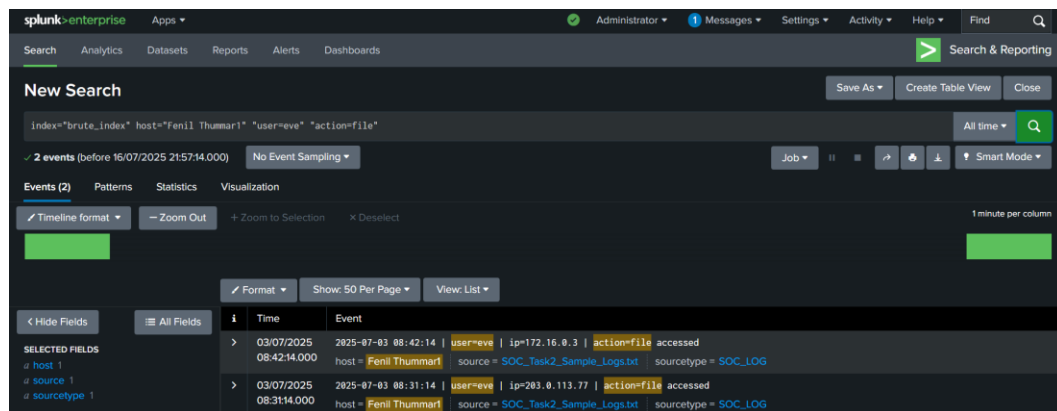 splunk>enterprise Apps ▾ Administrator ▾ 1 Messages ▾ Settings ▾ Activity ▾ Help ▾ Find
Search Analytics Datasets Reports Alerts Dashboards > Search & Reporting
New Search Save As ▾ Create Table View Close
index="brute_index" host="Fenil Thummar1" "user=eve" "action=file" All time ▾
✓ 2 events (before 16/07/2025 21:57:14.000) No Event Sampling ▾ Job ▾ Smart Mode ▾
Events (2) Patterns Statistics Visualization
Timeline format ▾ — Zoom Out + Zoom to Selection × Deselect 1 minute per column
Format ▾ Show: 50 Per Page ▾ View: List ▾
< Hide Fields All Fields i Time Event
SELECTED FIELDS
a host 1
a source 1
a sourcetype 1
> 03/07/2025 08:42:14.000 2025-07-03 08:42:14 | user=eve | ip=172.16.0.3 | action=file accessed
host = Fenil Thummar1 source = SOC_Task2_Sample_Logs.txt sourcetype = SOC_LOG
> 03/07/2025 08:31:14.000 2025-07-03 08:31:14 | user=eve | ip=203.0.113.77 | action=file accessed
host = Fenil Thummar1 source = SOC_Task2_Sample_Logs.txt sourcetype = SOC_LOG